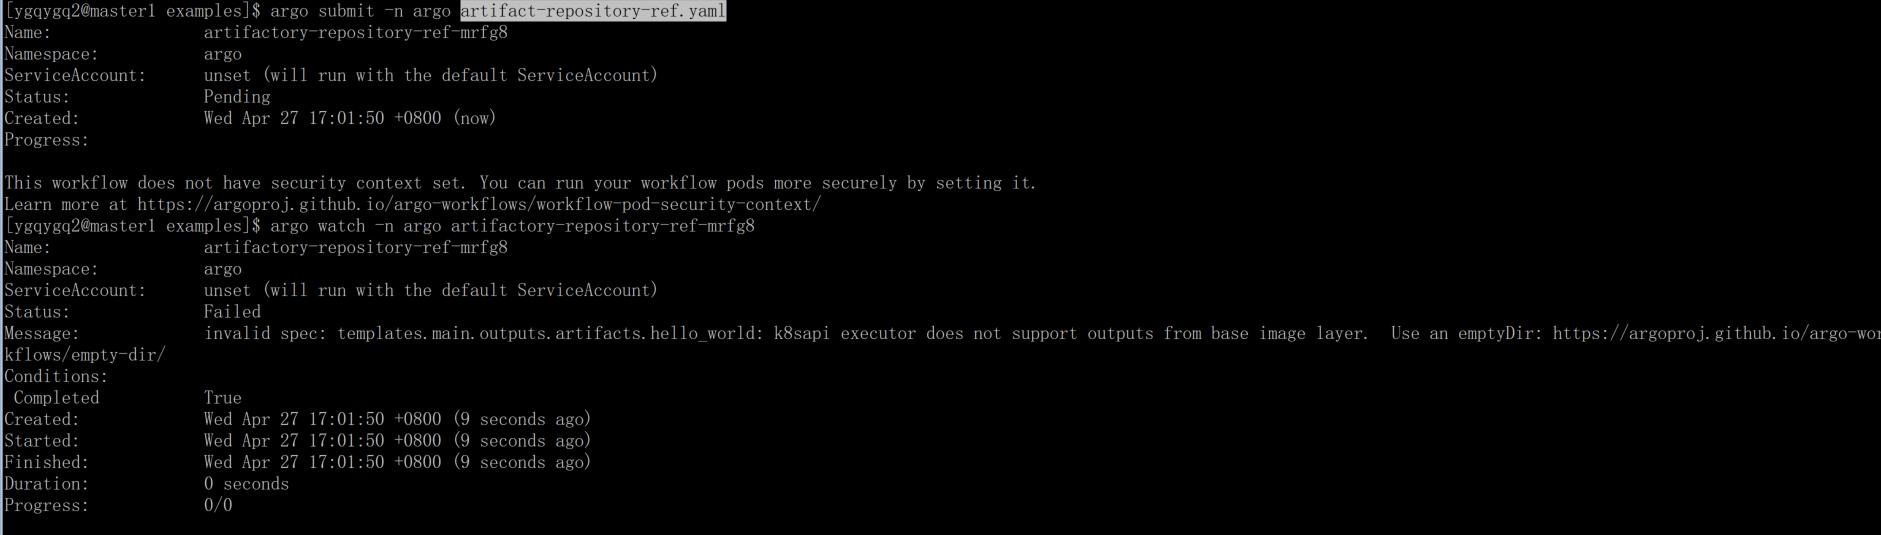 [ygqygq2@master1 examples]$ argo submit -n argo artifact-repository-ref.yaml
Name:                artifactory-repository-ref-mrfg8
Namespace:           argo
ServiceAccount:      unset (will run with the default ServiceAccount)
Status:              Pending
Created:             Wed Apr 27 17:01:50 +0800 (now)
Progress:
This workflow does not have security context set. You can run your workflow pods more securely by setting it.
Learn more at https://argoproj.github.io/argo-workflows/workflow-pod-security-context/
[ygqygq2@master1 examples]$ argo watch -n argo artifactory-repository-ref-mrfg8
Name:                artifactory-repository-ref-mrfg8
Namespace:           argo
ServiceAccount:      unset (will run with the default ServiceAccount)
Status:              Failed
Message:             invalid spec: templates.main.outputs.artifacts.hello_world: k8sapi executor does not support outputs from base image layer.  Use an emptyDir: https://argoproj.github.io/argo-wor
kflows/empty-dir/
Conditions:
 Completed           True
Created:             Wed Apr 27 17:01:50 +0800 (9 seconds ago)
Started:             Wed Apr 27 17:01:50 +0800 (9 seconds ago)
Finished:            Wed Apr 27 17:01:50 +0800 (9 seconds ago)
Duration:            0 seconds
Progress:            0/0